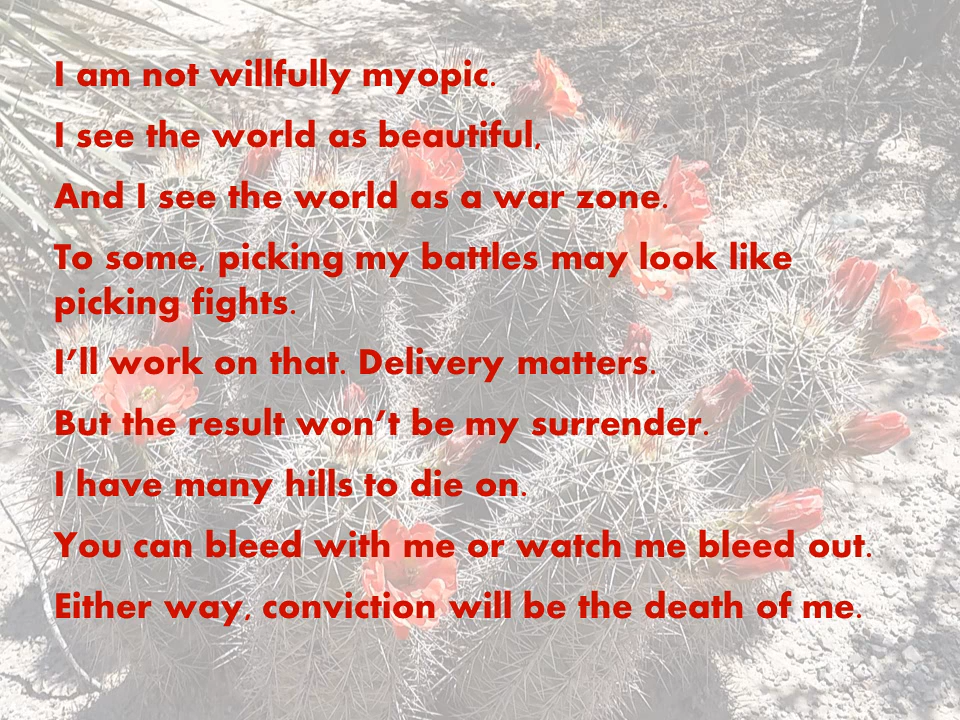 I am not willfully myopic.
I see the world as beautiful,
And I see the world as a war zone.
To some, picking my battles may look like
picking fights.
I’ll work on that. Delivery matters.
But the result won’t be my surrender.
I have many hills to die on.
You can bleed with me or watch me bleed out.
Either way, conviction will be the death of me.